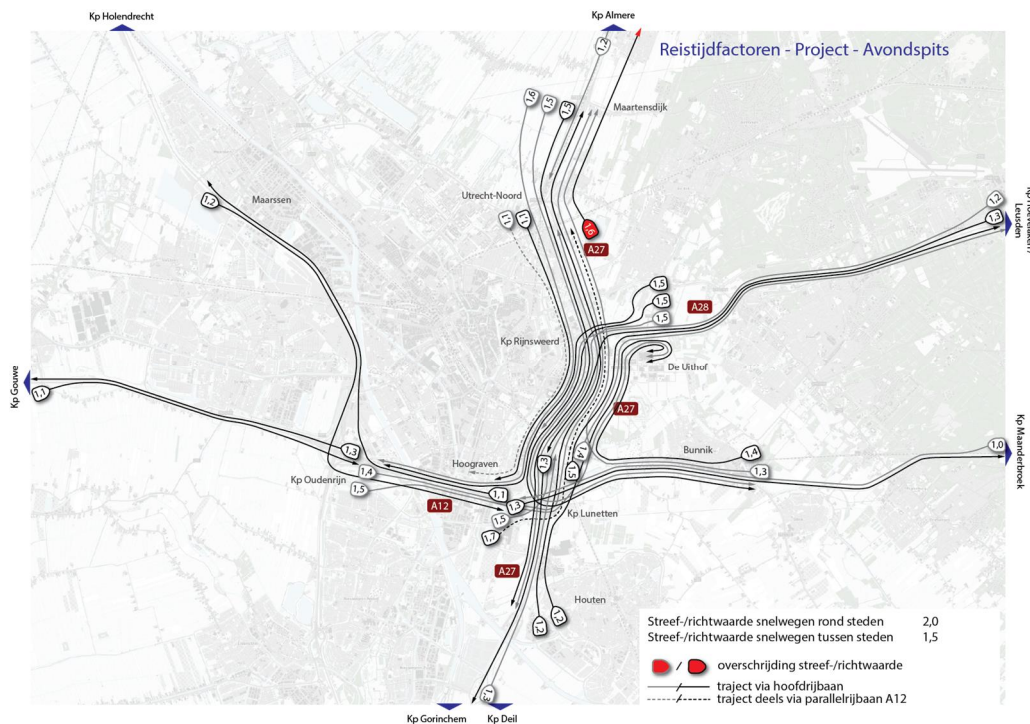 Kp Holendrecht
Kp Almere
Reistijdfactoren - Project - Avondspits
1,2
1,6
1,5
1,5
Maartensdijk
Maarssen
1,2
Utrecht-Noord
1,1
1,1
1,6
A27
1,2
1,3
Leusden
1,5
1,5
1,5
A28
Kp Rijnsweerd
De Uithof
Kp Gouwe
1,1
A27
1,3
1,4
1,5
Kp Oudenrijn
Hoograven
A12
1,1
1,3
1,5
1,7
1,3
1,4
1,5
Bunnik
1,4
1,3
1,0
Kp Maanderbroek
Kp Lunetten
A27
Houten
1,2
1,2
1,3
Kp Gorinchem
Kp Deil
Streef-/richtwaarde snelwegen rond steden 2,0
Streef-/richtwaarde snelwegen tussen steden 1,5
/ overschrijding streef-/richtwaarde
traject via hoofdrijbaan
traject deels via parallelrijbaan A12